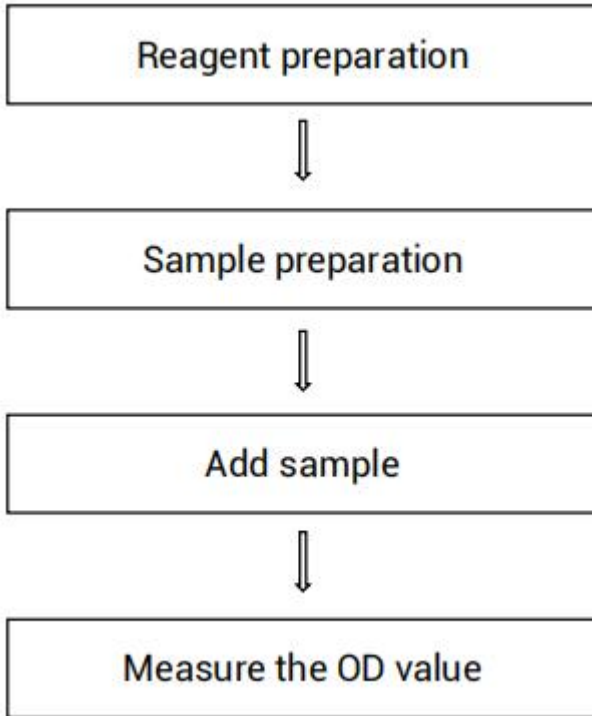 Reagent preparation
Sample preparation
Add sample
Measure the OD value